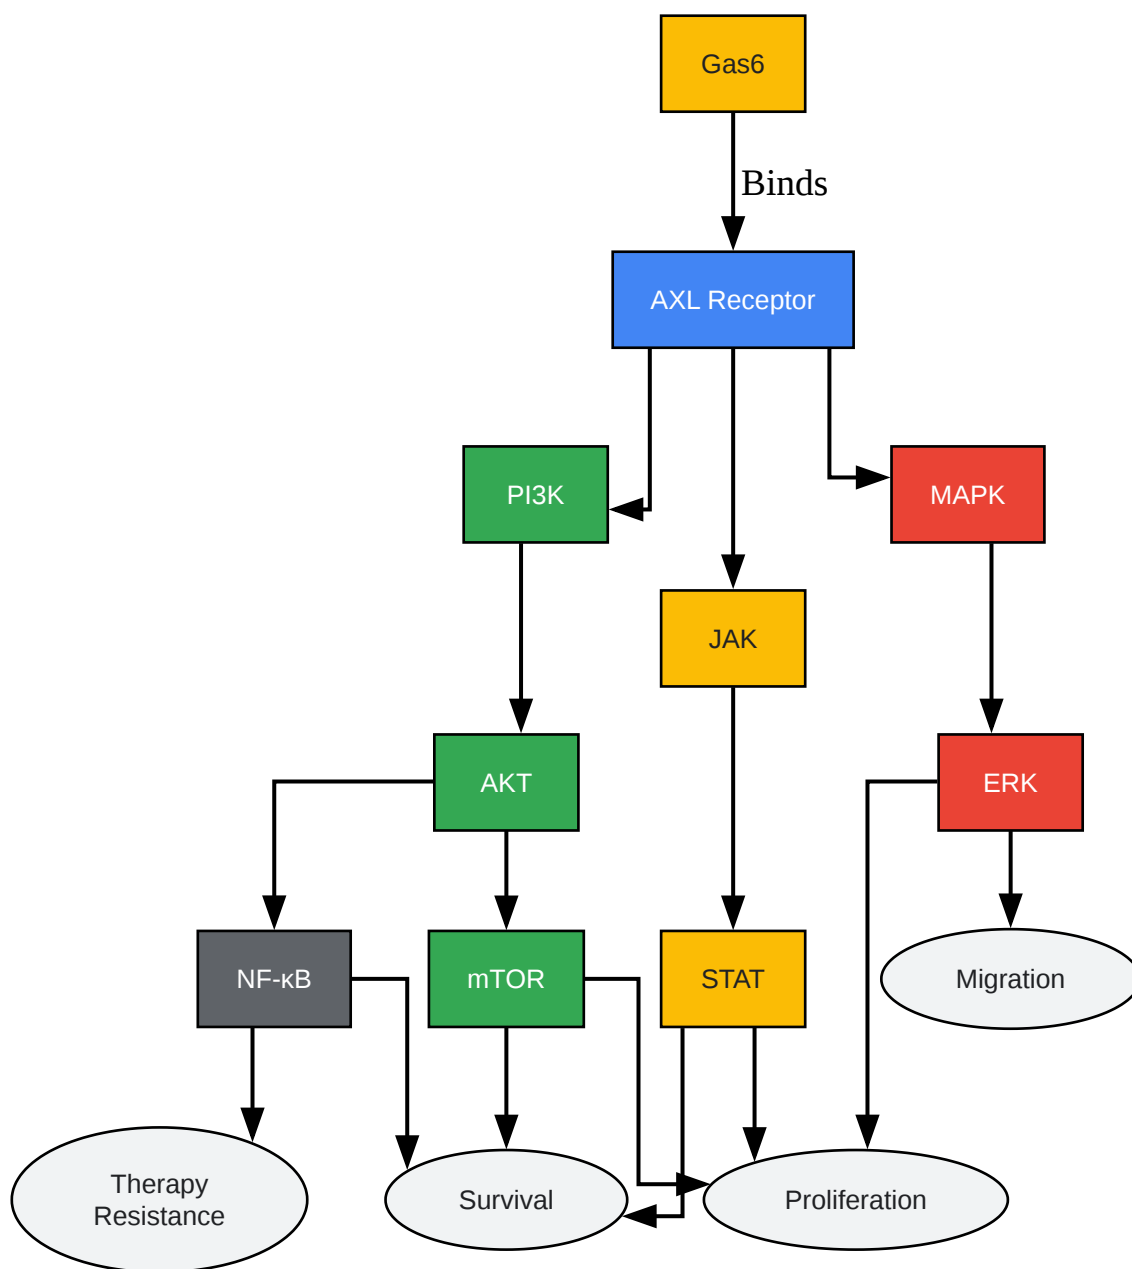 Gas6
Binds
AXL Receptor
PI3K
MAPK
JAK
AKT
ERK
NF-κB
mTOR
STAT
Migration
Therapy
Resistance
Survival
Proliferation